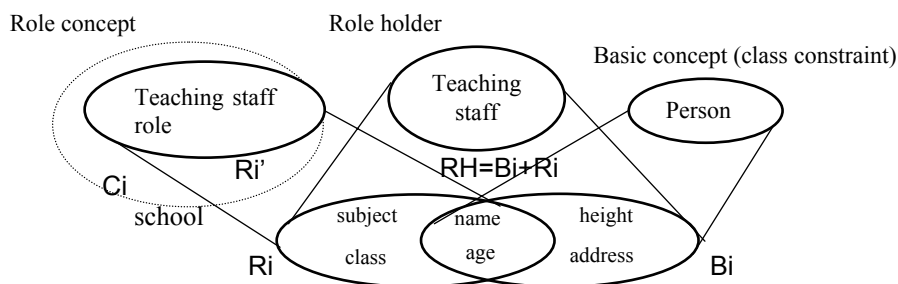 Role concept
Role holder
Basic concept (class constraint)
Teaching staff
role
Teaching
staff
Person
Ri'
RH=Bi+Ri
Ci
school
subject
name
height
class
age
address
Ri
Bi